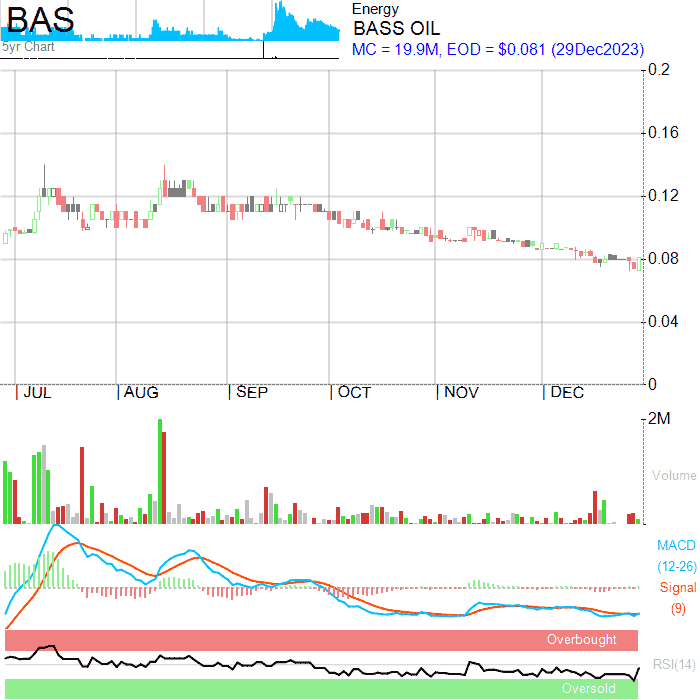 BAS
5yr Chart
Energy
BASS OIL
MC = 19.9M, EOD = $0.081 (29Dec2023)
0.2
0.16
0.12
0.08
0.04
0
JUL
AUG
SEP
OCT
NOV
DEC
2M
Volume
MACD
(12-26)
Signal
(9)
Overbought
RSI(14)
Oversold